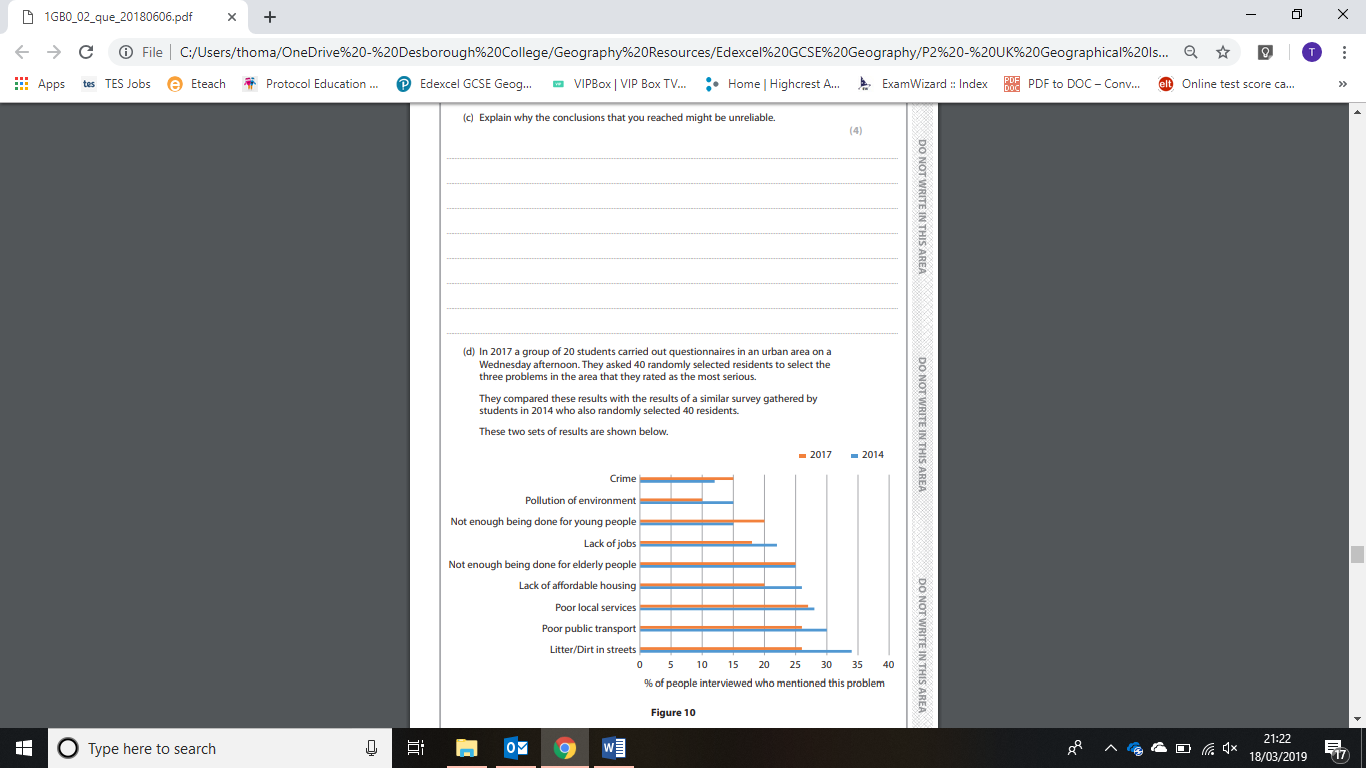 1GB0_02_que_20180606.pdf
File C:/Users/thoma/OneDrive%20-%20Desborough%20College/Geography%20Resources/Edexcel%20GCSE%20Geography/P2%20-%20UK%20Geographical%20Is...
T
Apps tes TES Jobs e Eteach Protocol Education ... P Edexcel GCSE Geog... VIPBox | VIP Box TV... Home | Highcrest A... ExamWizard :: Index PDF DOC PDF to DOC – Conv... elt Online test score ca... »
(c) Explain why the conclusions that you reached might be unreliable.
(4)
DO NOT WRITE IN THIS AREA
(d) In 2017 a group of 20 students carried out questionnaires in an urban area on a
Wednesday afternoon. They asked 40 randomly selected residents to select the
three problems in the area that they rated as the most serious.
They compared these results with the results of a similar survey gathered by
students in 2014 who also randomly selected 40 residents.
These two sets of results are shown below.
DO NOT WRITE IN THIS AREA
2017 2014
Crime
Pollution of environment
Not enough being done for young people
Lack of jobs
Not enough being done for elderly people
Lack of affordable housing
Poor local services
Poor public transport
Litter/Dirt in streets
0 5 10 15 20 25 30 35 40
% of people interviewed who mentioned this problem
Figure 10
DO NOT WRITE IN THIS AREA
Type here to search
21:22
18/03/2019
17